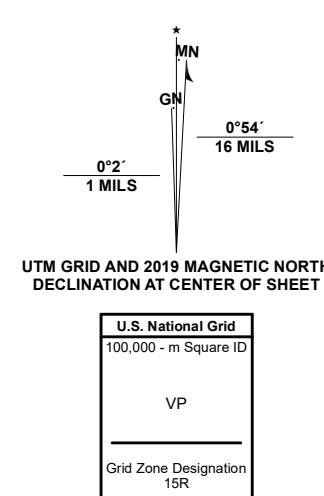 ★
MN
GN
0°54´
16 MILS
0°2´
1 MILS
UTM GRID AND 2019 MAGNETIC NORTH
DECLINATION AT CENTER OF SHEET
U.S. National Grid
100,000 - m Square ID
VP
Grid Zone Designation
15R